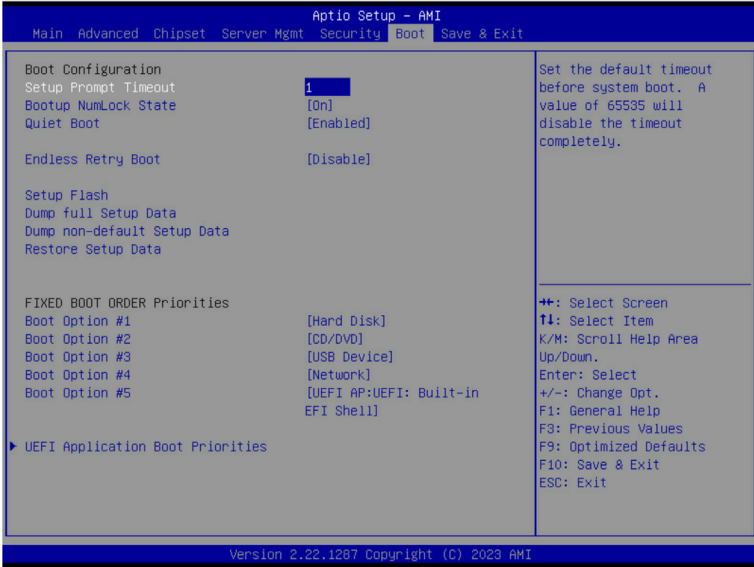 Aptio Setup – AMI
Main Advanced Chipset Server Mgmt Security Boot Save & Exit
Boot Configuration
Setup Prompt Timeout 1
Bootup NumLock State [On]
Quiet Boot [Enabled]
Endless Retry Boot [Disable]
Setup Flash
Dump full Setup Data
Dump non-default Setup Data
Restore Setup Data
FIXED BOOT ORDER Priorities
Boot Option #1 [Hard Disk]
Boot Option #2 [CD/DVD]
Boot Option #3 [USB Device]
Boot Option #4 [Network]
Boot Option #5 [UEFI AP:UEFI: Built-in
EFI Shell]
UEFI Application Boot Priorities
Set the default timeout
before system boot. A
value of 65535 will
disable the timeout
completely.
→←: Select Screen
↑↓: Select Item
K/M: Scroll Help Area
Up/Down.
Enter: Select
+/-: Change Opt.
F1: General Help
F3: Previous Values
F9: Optimized Defaults
F10: Save & Exit
ESC: Exit
Version 2.22.1287 Copyright (C) 2023 AMI